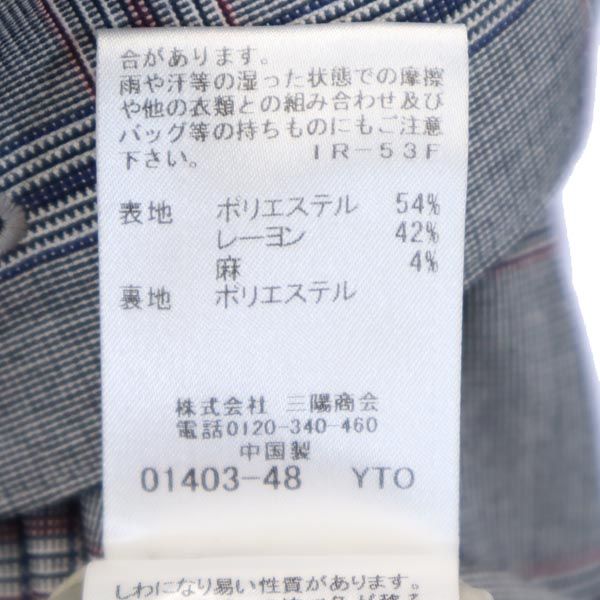 合があります。
雨や汗等の湿った状態での摩擦
や他の衣類との組み合わせ及び
バッグ等の持ちものにもご注意
下さい。 IR-53F
表地 ポリエステル 54%
レーヨン 42%
麻 4%
裏地 ポリエステル
株式会社 三陽商会
電話0120-340-460
中国製
01403-48 YTO
しわになり易い性質があります。